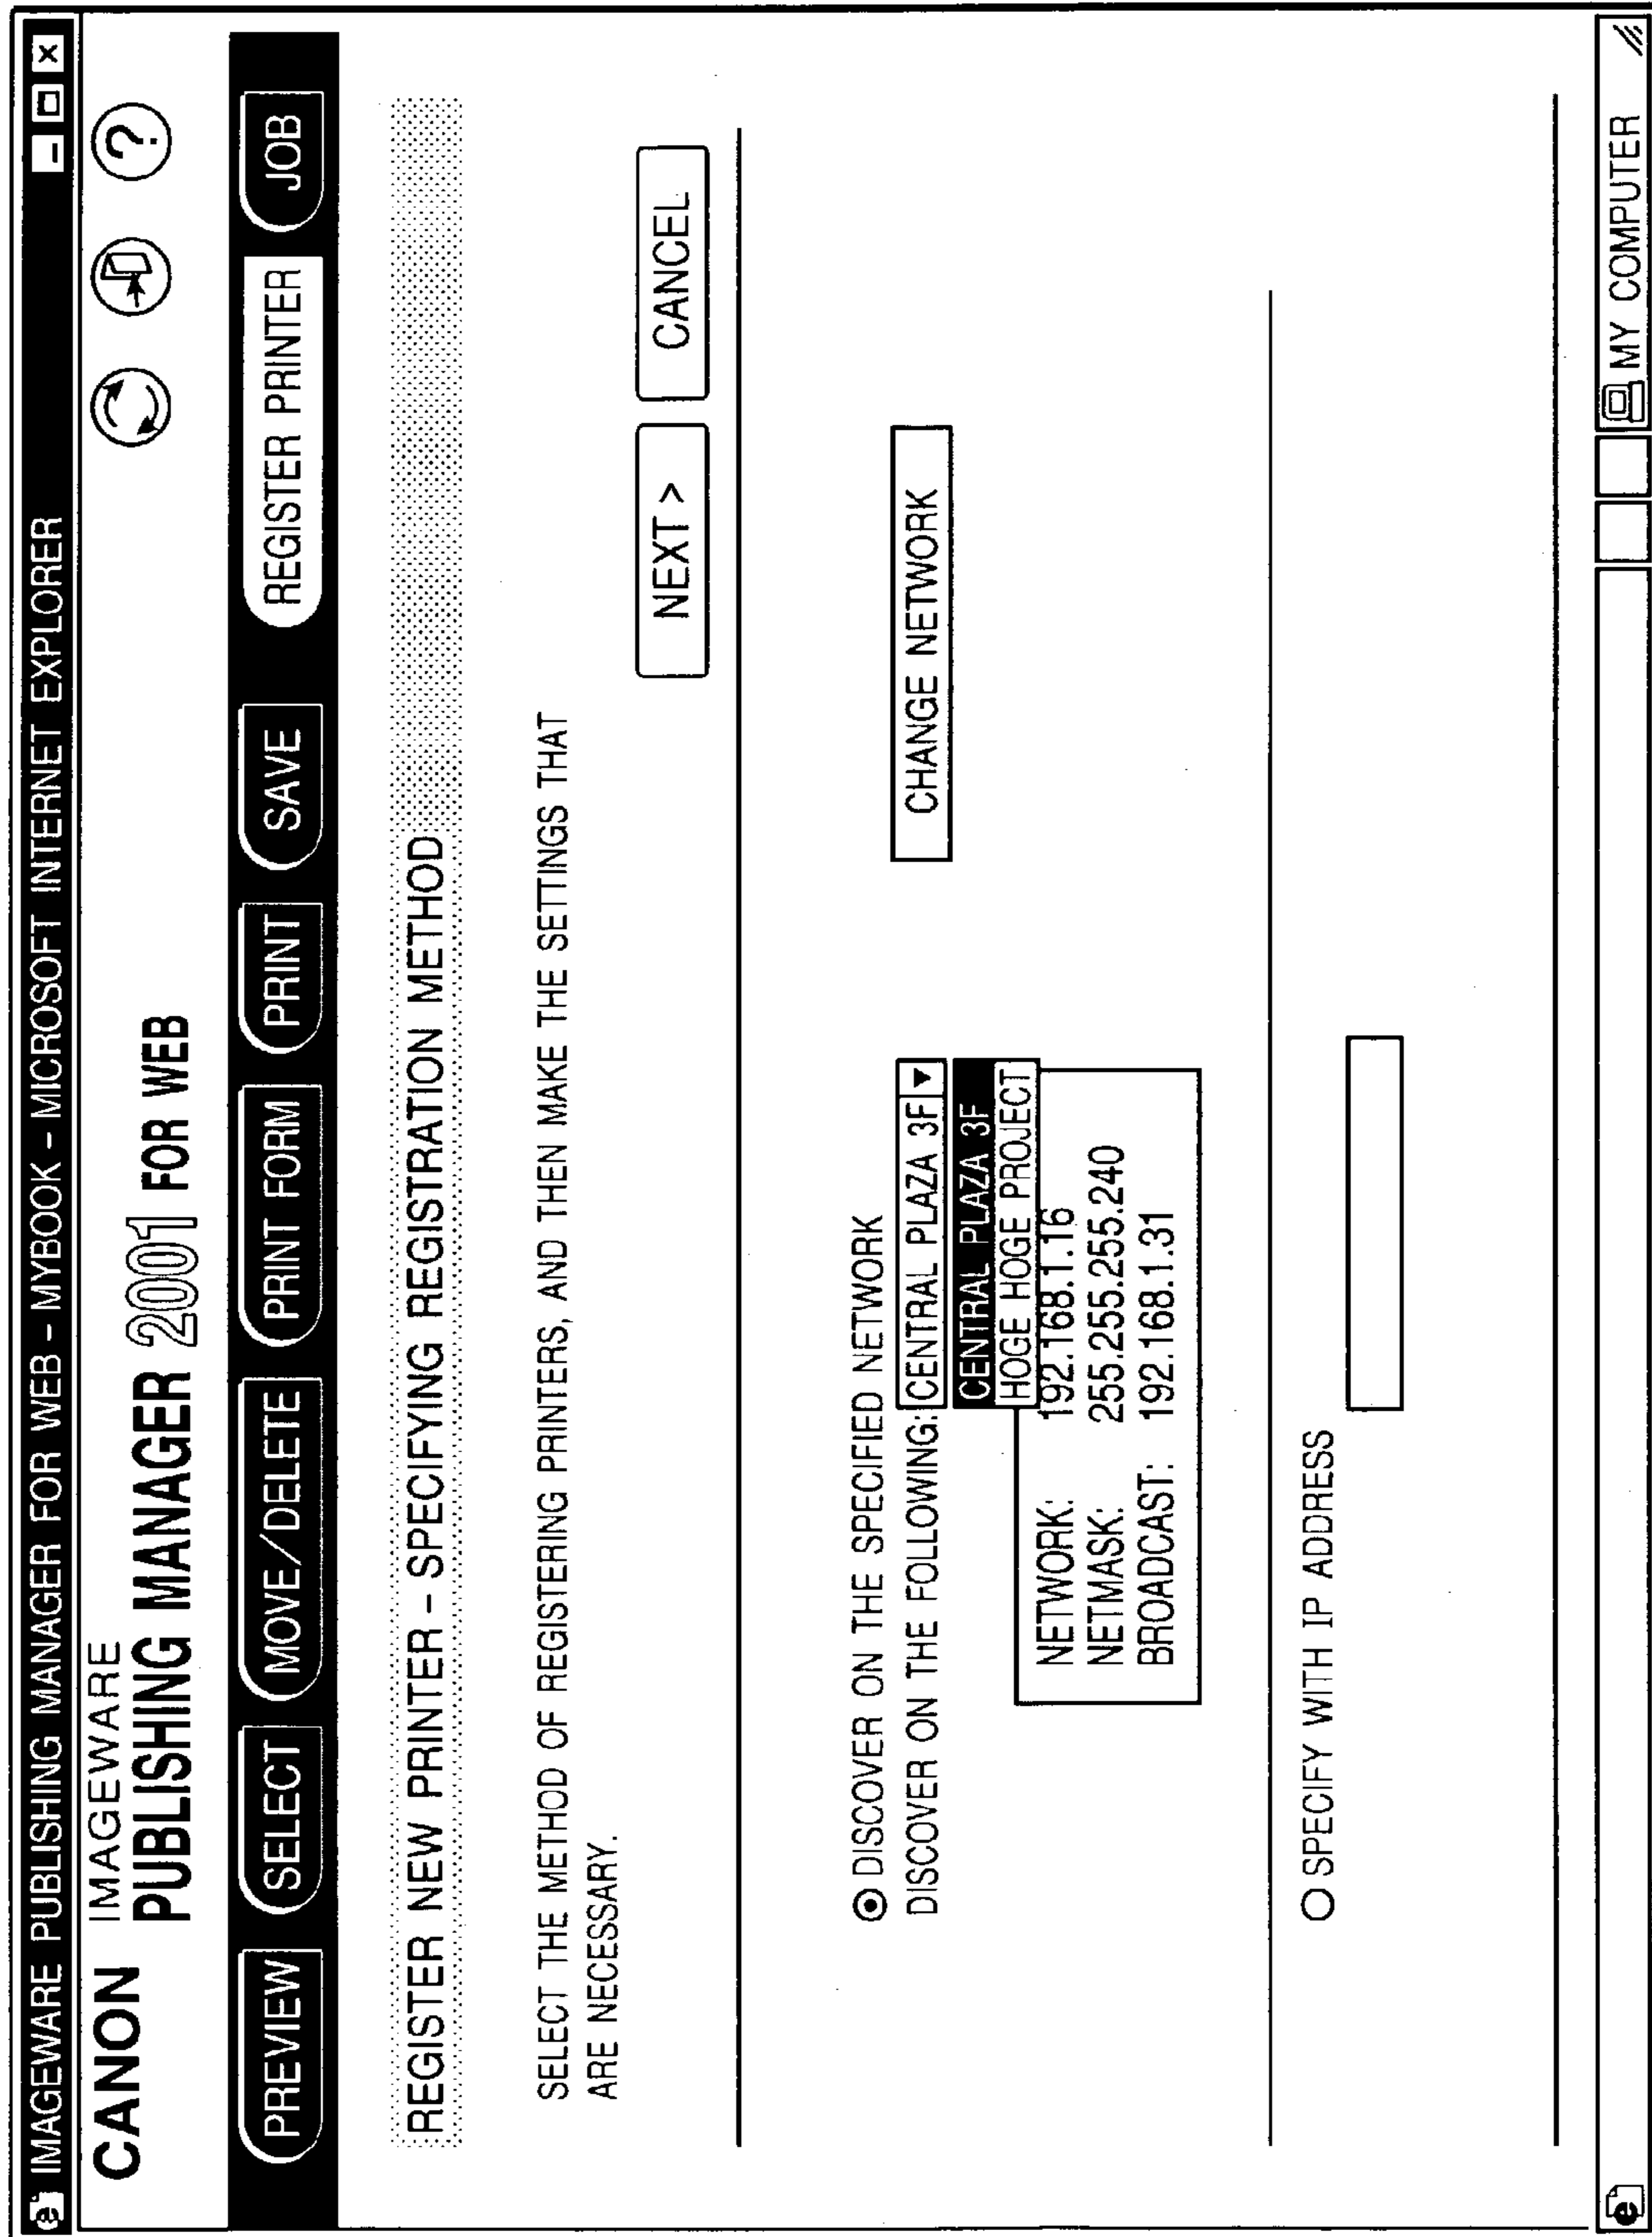 IMAGEWARE PUBLISHING MANAGER FOR WEB – MYBOOK – MICROSOFT INTERNET EXPLORER
CANON IMAGEWARE
PUBLISHING MANAGER 2001 FOR WEB
?
PREVIEW SELECT MOVE/DELETE PRINT FORM PRINT SAVE REGISTER PRINTER JOB
REGISTER NEW PRINTER – SPECIFYING REGISTRATION METHOD
SELECT THE METHOD OF REGISTERING PRINTERS, AND THEN MAKE THE SETTINGS THAT
ARE NECESSARY.
NEXT > CANCEL
DISCOVER ON THE SPECIFIED NETWORK
DISCOVER ON THE FOLLOWING: CENTRAL PLAZA 3F ▼ CHANGE NETWORK
CENTRAL PLAZA 3F
HOGE HOGE PROJECT
NETWORK: 192.168.1.16
NETMASK: 255.255.255.240
BROADCAST: 192.168.1.31
SPECIFY WITH IP ADDRESS
MY COMPUTER